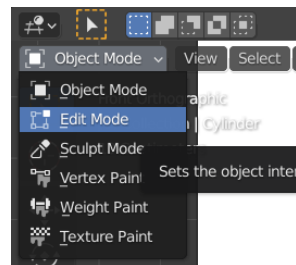 Object Mode View Select
Object Mode
Edit Mode
| Cylinder
Sculpt Mode
Vertex Paint
Sets the object inter
Weight Paint
Texture Paint